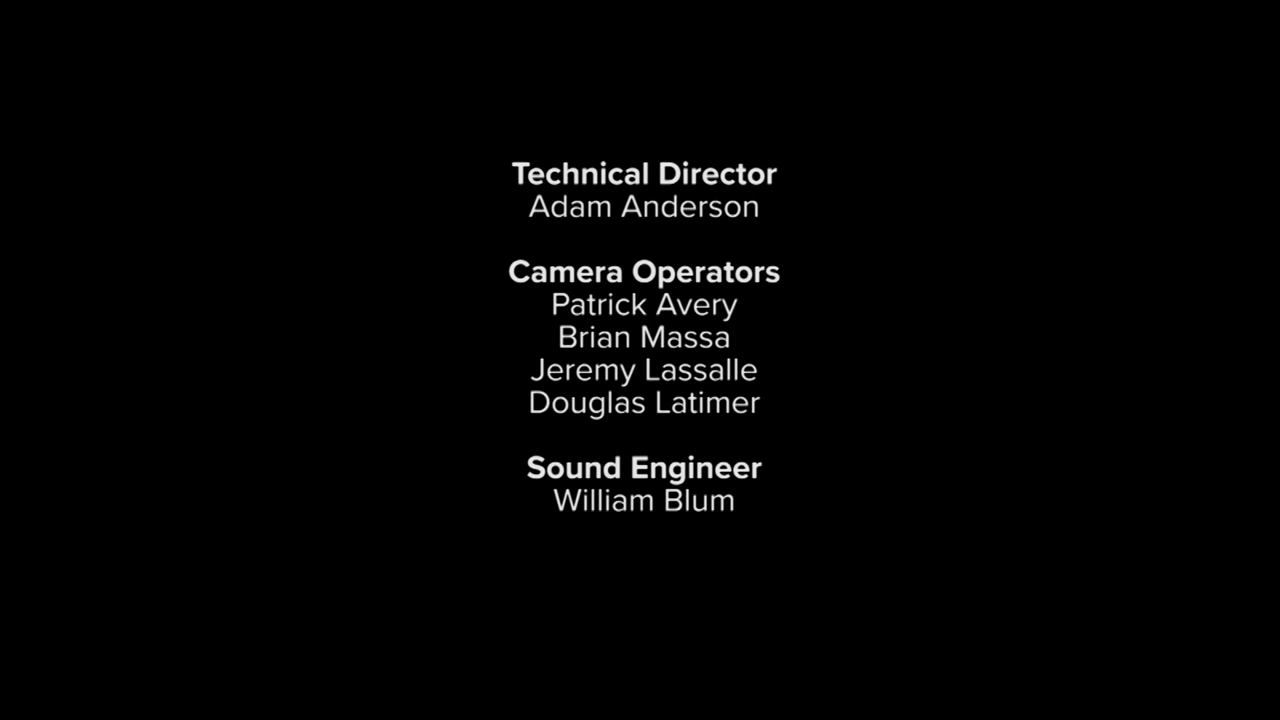 Technical Director
Adam Anderson
Camera Operators
Patrick Avery
Brian Massa
Jeremy Lassalle
Douglas Latimer
Sound Engineer
William Blum